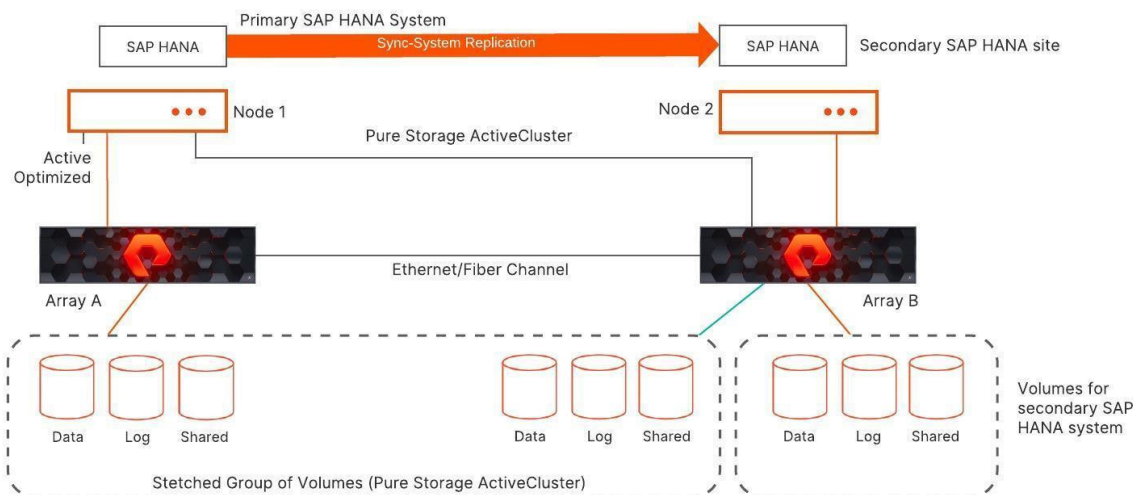 Primary SAP HANA System
SAP HANA
Sync-System Replication
SAP HANA
Secondary SAP HANA site
Node 1
Node 2
Pure Storage ActiveCluster
Active
Optimized
Ethernet/Fiber Channel
Array A
Array B
Data
Log
Shared
Data
Log
Shared
Data
Log
Shared
Volumes for
secondary SAP
HANA system
Stetched Group of Volumes (Pure Storage ActiveCluster)